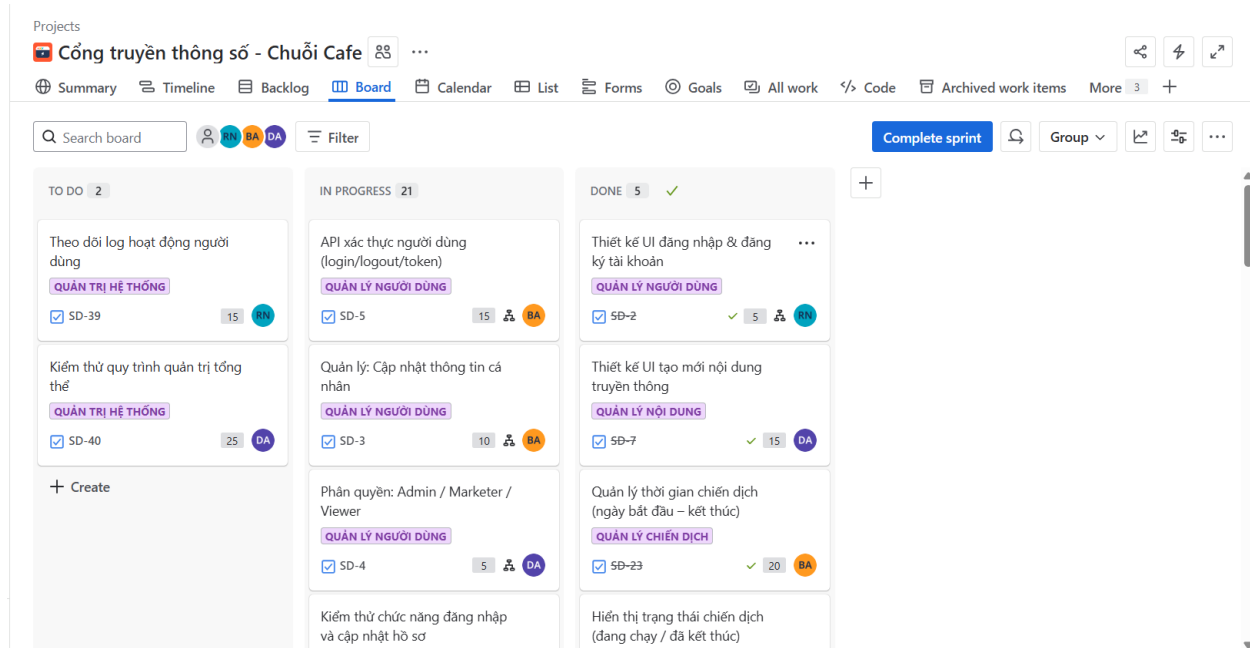 Projects
Cổng truyền thông số - Chuỗi Cafe
Summary Timeline Backlog Board Calendar List Forms Goals All work Code Archived work items More 3
Search board RN BA DA Filter Complete sprint Group
TO DO 2
Theo dõi log hoạt động người
dùng
QUẢN TRỊ HỆ THỐNG
SD-39 15 RN
Kiểm thử quy trình quản trị tổng
thể
QUẢN TRỊ HỆ THỐNG
SD-40 25 DA
Create
IN PROGRESS 21
API xác thực người dùng
(login/logout/token)
QUẢN LÝ NGƯỜI DÙNG
SD-5 15 BA
Quản lý: Cập nhật thông tin cá
nhân
QUẢN LÝ NGƯỜI DÙNG
SD-3 10 BA
Phân quyền: Admin / Marketer /
Viewer
QUẢN LÝ NGƯỜI DÙNG
SD-4 5 DA
Kiểm thử chức năng đăng nhập
và cập nhật hồ sơ
DONE 5
Thiết kế UI đăng nhập & đăng
ký tài khoản
QUẢN LÝ NGƯỜI DÙNG
SD-2 5 RN
Thiết kế UI tạo mới nội dung
truyền thông
QUẢN LÝ NỘI DUNG
SD-7 15 DA
Quản lý thời gian chiến dịch
(ngày bắt đầu – kết thúc)
QUẢN LÝ CHIẾN DỊCH
SD-23 20 BA
Hiển thị trạng thái chiến dịch
(đang chạy / đã kết thúc)